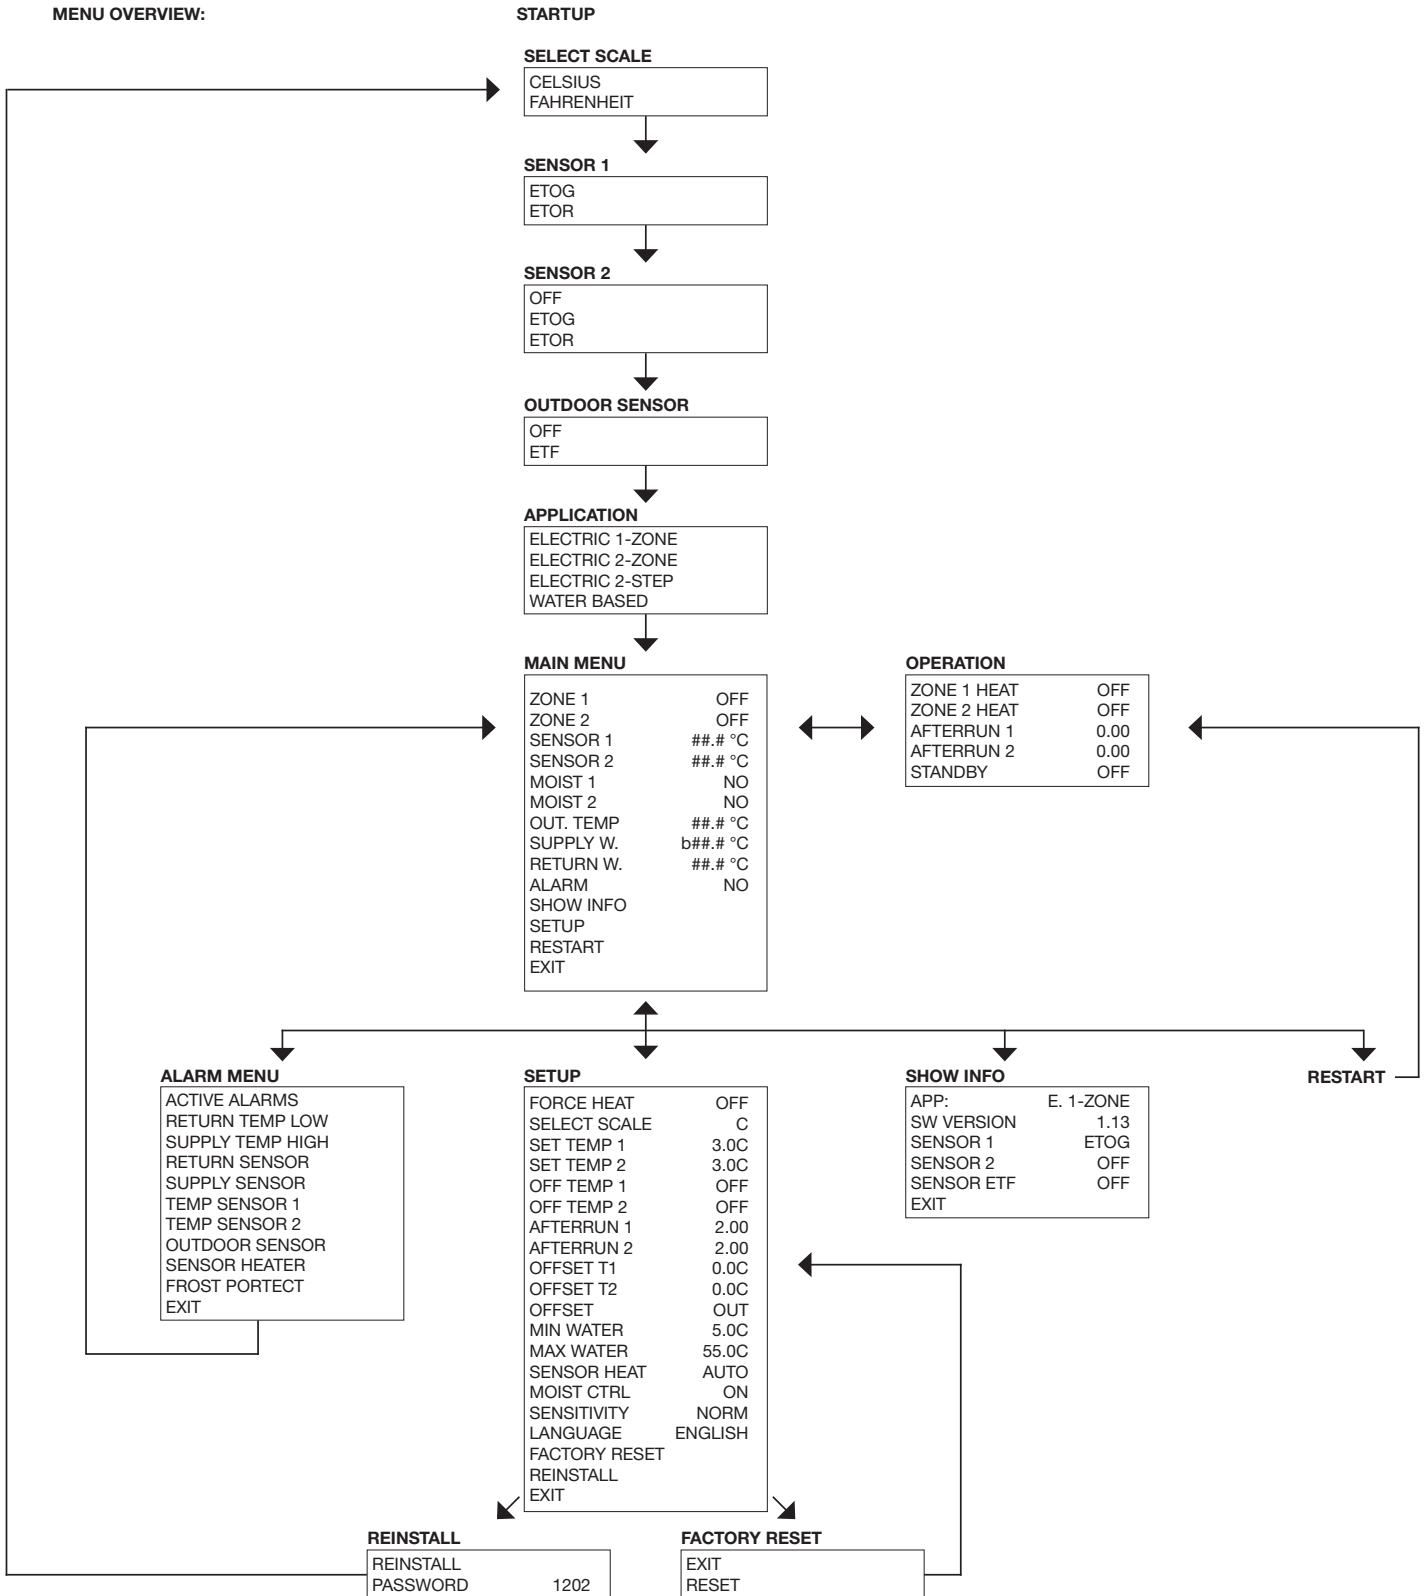 MENU OVERVIEW:
STARTUP
SELECT SCALE
CELSIUS
FAHRENHEIT
SENSOR 1
ETOG
ETOR
SENSOR 2
OFF
ETOG
ETOR
OUTDOOR SENSOR
OFF
ETF
APPLICATION
ELECTRIC 1-ZONE
ELECTRIC 2-ZONE
ELECTRIC 2-STEP
WATER BASED
MAIN MENU
ZONE 1 OFF
ZONE 2 OFF
SENSOR 1 ##.# °C
SENSOR 2 ##.# °C
MOIST 1 NO
MOIST 2 NO
OUT. TEMP ##.# °C
SUPPLY W. b##.# °C
RETURN W. ##.# °C
ALARM NO
SHOW INFO
SETUP
RESTART
EXIT
OPERATION
ZONE 1 HEAT OFF
ZONE 2 HEAT OFF
AFTERRUN 1 0.00
AFTERRUN 2 0.00
STANDBY OFF
ALARM MENU
ACTIVE ALARMS
RETURN TEMP LOW
SUPPLY TEMP HIGH
RETURN SENSOR
SUPPLY SENSOR
TEMP SENSOR 1
TEMP SENSOR 2
OUTDOOR SENSOR
SENSOR HEATER
FROST PORTECT
EXIT
SETUP
FORCE HEAT OFF
SELECT SCALE C
SET TEMP 1 3.0C
SET TEMP 2 3.0C
OFF TEMP 1 OFF
OFF TEMP 2 OFF
AFTERRUN 1 2.00
AFTERRUN 2 2.00
OFFSET T1 0.0C
OFFSET T2 0.0C
OFFSET OUT
MIN WATER 5.0C
MAX WATER 55.0C
SENSOR HEAT AUTO
MOIST CTRL ON
SENSITIVITY NORM
LANGUAGE ENGLISH
FACTORY RESET
REINSTALL
EXIT
SHOW INFO
APP: E. 1-ZONE
SW VERSION 1.13
SENSOR 1 ETOG
SENSOR 2 OFF
SENSOR ETF OFF
EXIT
RESTART
REINSTALL
REINSTALL
PASSWORD 1202
FACTORY RESET
EXIT
RESET